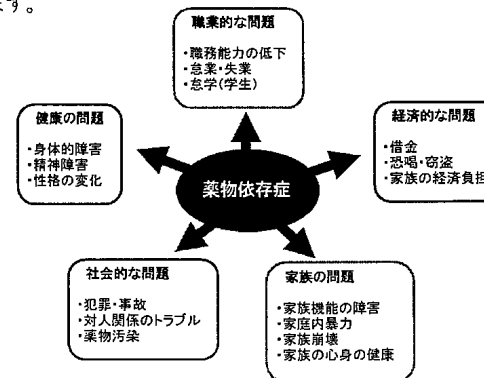 ます。
職業的な問題
・職務能力の低下
・怠業・失業
・怠学(学生)
健康の問題
・身体的障害
・精神障害
・性格の変化
経済的な問題
・借金
・恐喝・窃盗
・家族の経済負担
薬物依存症
社会的な問題
・犯罪・事故
・対人関係のトラブル
・薬物汚染
家族の問題
・家族機能の障害
・家庭内暴力
・家族崩壊
・家族の心身の健康